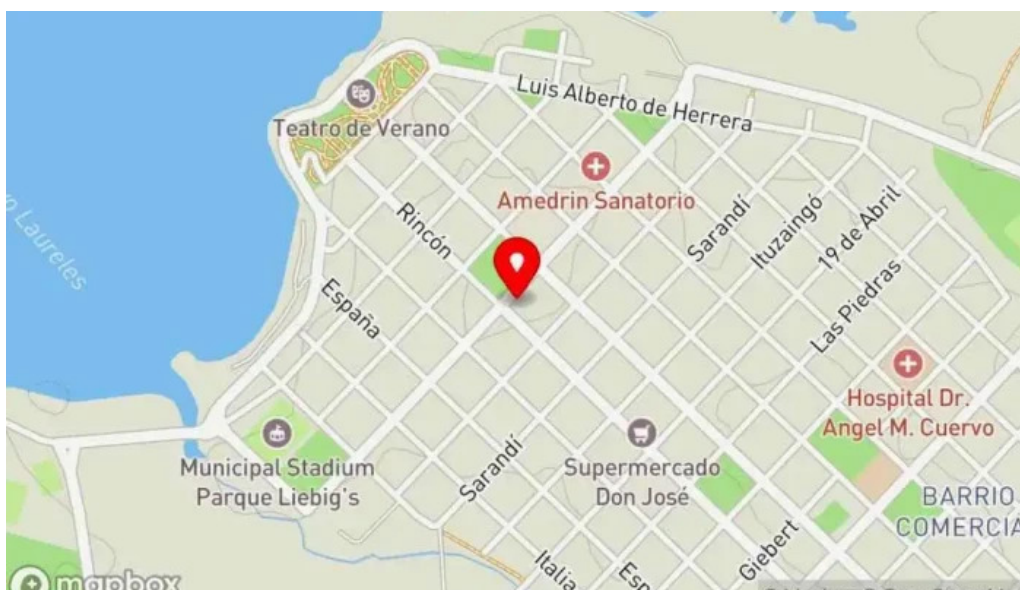 Luis Alberto de Herrera
Teatro de Verano
Amedrin Sanatorio
Laureles
Rincón
Sarandí
Ituzaingó
19 de Abril
España
Las Piedras
Hospital Dr.
Angel M. Cuervo
Municipal Stadium
Parque Liebig's
Sarandí
Supermercado
Don José
BARRIO
COMERCIA
Giebert
Italia
Esp
mapbox